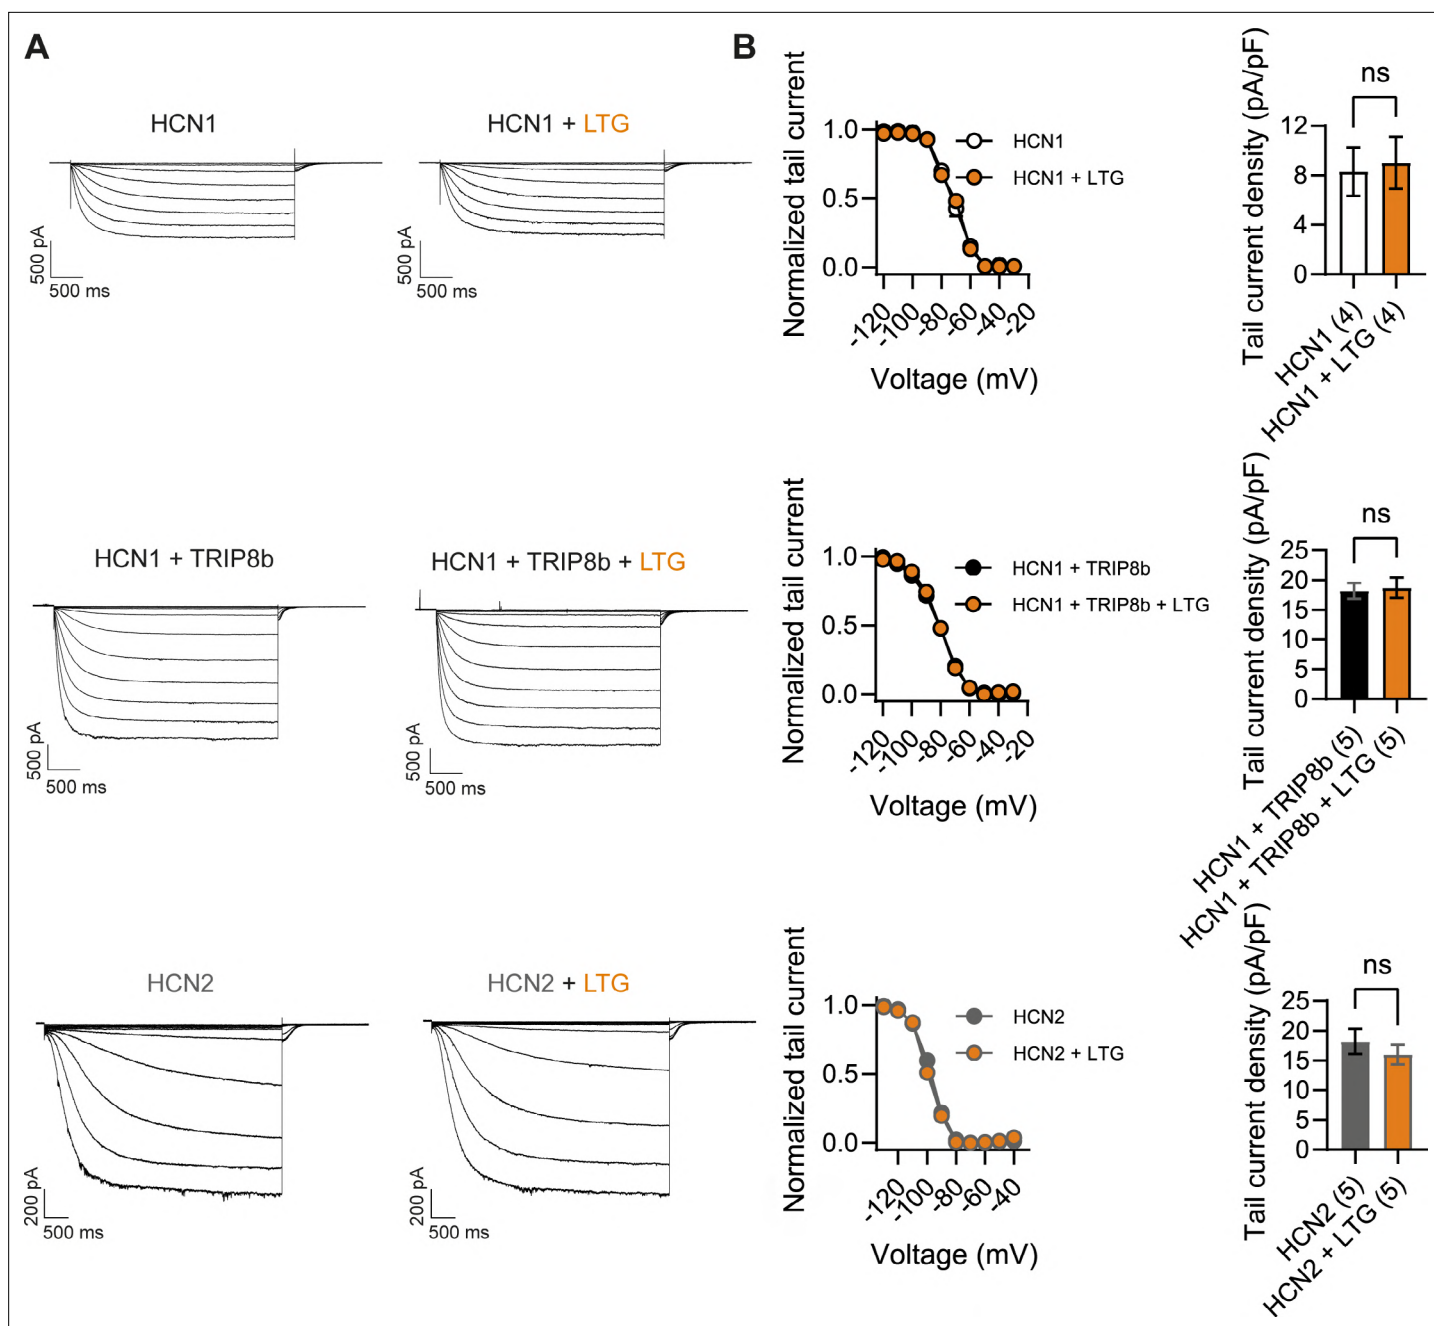 A
B
HCN1
HCN1 + LTG
500 pA
500 ms
500 pA
500 ms
Normalized tail current
1.0
0.5
0.0
-120
-100
-80
-60
-40
-20
Voltage (mV)
HCN1
HCN1 + LTG
Tail current density (pA/pF)
ns
12
8
4
0
HCN1 (4)
HCN1 + LTG (4)
HCN1 + TRIP8b
HCN1 + TRIP8b + LTG
500 pA
500 ms
500 pA
500 ms
Normalized tail current
1.0
0.5
0.0
-120
-100
-80
-60
-40
-20
Voltage (mV)
HCN1 + TRIP8b
HCN1 + TRIP8b + LTG
Tail current density (pA/pF)
ns
25
20
15
10
5
0
HCN1 + TRIP8b (5)
HCN1 + TRIP8b + LTG (5)
HCN2
HCN2 + LTG
200 pA
500 ms
200 pA
500 ms
Normalized tail current
1.0
0.5
0.0
-120
-100
-80
-60
-40
Voltage (mV)
HCN2
HCN2 + LTG
Tail current density (pA/pF)
ns
25
20
15
10
5
0
HCN2 (5)
HCN2 + LTG (5)